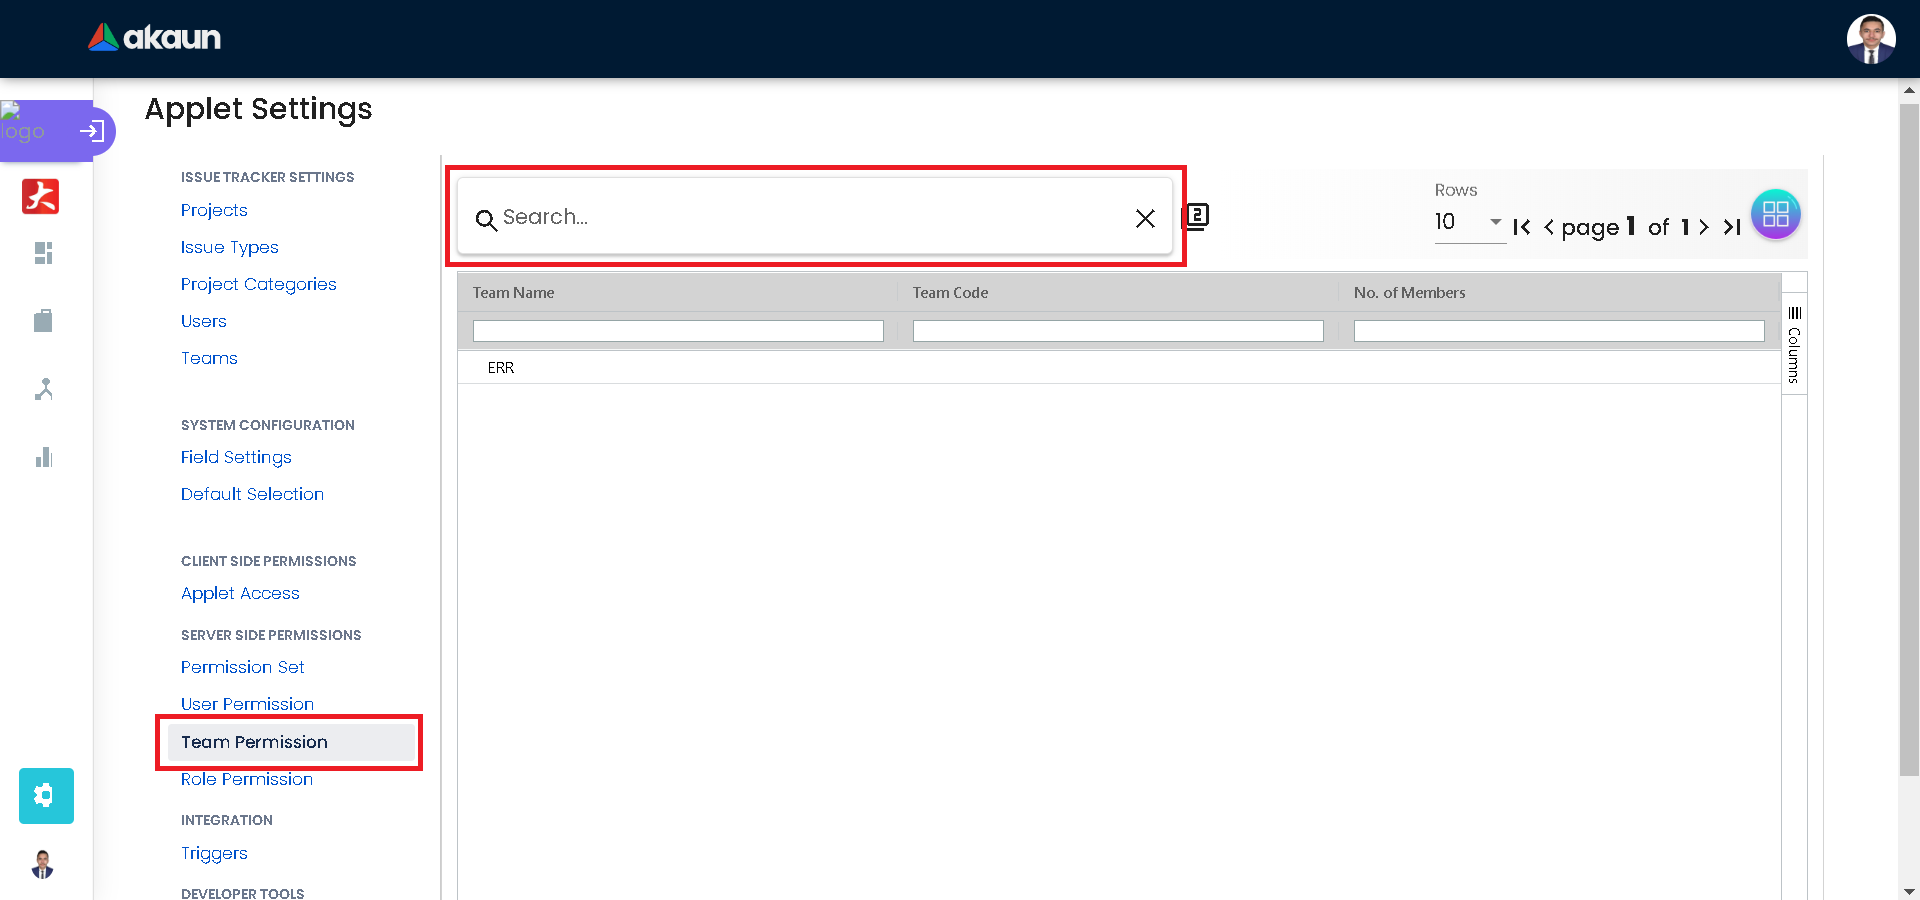 akaun
logo
Applet Settings
ISSUE TRACKER SETTINGS
Projects
Issue Types
Project Categories
Users
Teams
SYSTEM CONFIGURATION
Field Settings
Default Selection
CLIENT SIDE PERMISSIONS
Applet Access
SERVER SIDE PERMISSIONS
Permission Set
User Permission
Team Permission
Role Permission
INTEGRATION
Triggers
DEVELOPER TOOLS
Search...
2
Rows
10
page 1 of 1
Team Name Team Code No. of Members
ERR
Columns